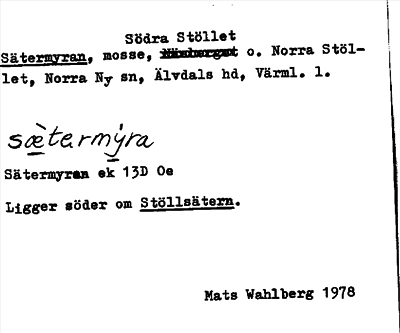 Södra Stöllet
Sätermyran, mosse, o. Norra Stöl-
let, Norra Ny sn, Älvdals hd, Värml. l.
sætermyra
Sätermyran ek 13D Oe
Ligger söder om Stöllsätern.
Mats Wahlberg 1978